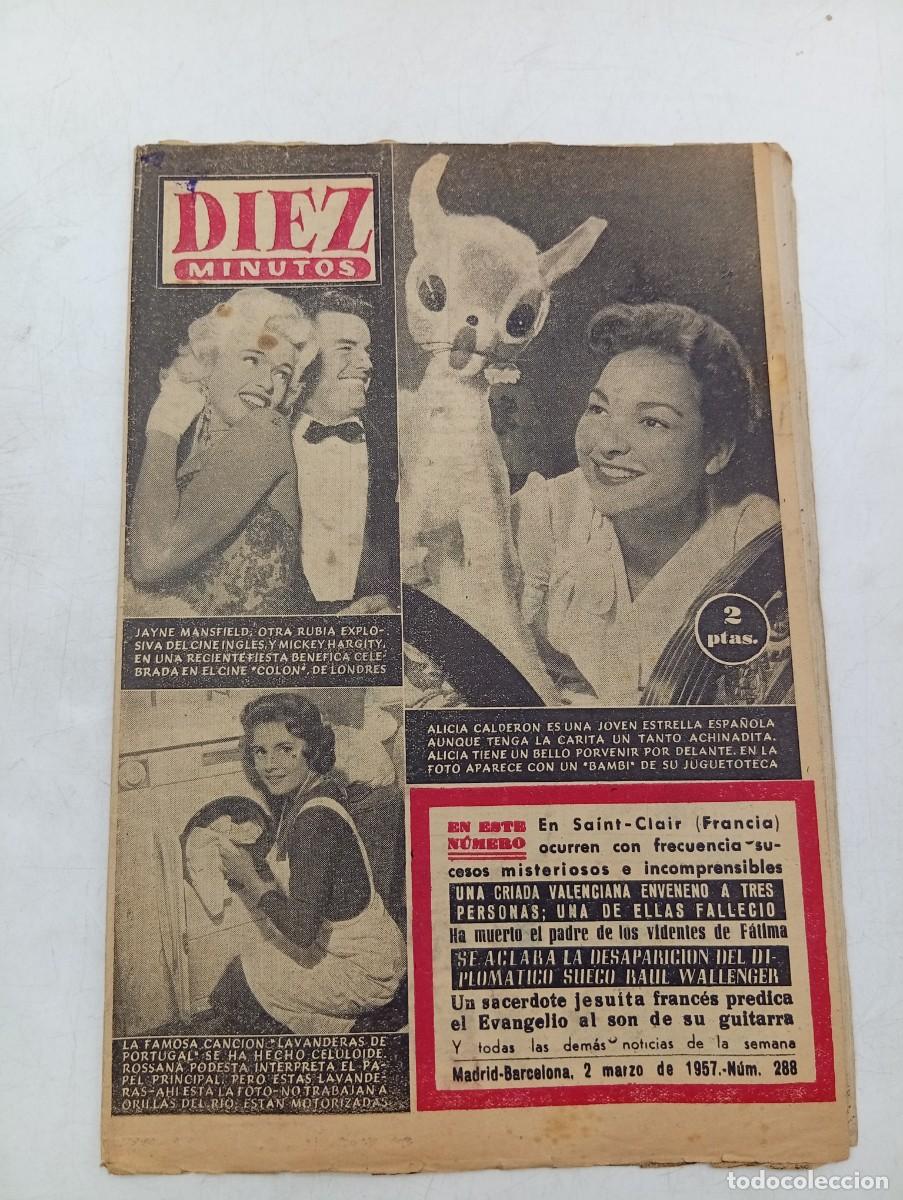 DIEZ
MINUTOS
JAYNE MANSFIELD, OTRA RUBIA EXPLO-
SIVA DEL CINE INGLES, Y MICKEY HARGITY,
EN UNA RECIENTE FIESTA BENEFICA CELE-
BRADA EN EL CINE "COLON", DE LONDRES
2
ptas.
ALICIA CALDERON ES UNA JOVEN ESTRELLA ESPAÑOLA
AUNQUE TENGA LA CARITA UN TANTO ACHINADITA.
ALICIA TIENE UN BELLO PORVENIR POR DELANTE. EN LA
FOTO APARECE CON UN "BAMBI" DE SU JUGUETOTECA
LA FAMOSA CANCION "LAVANDERAS DE
PORTUGAL" SE HA HECHO CELULOIDE.
ROSSANA PODESTA INTERPRETA EL PA-
PEL PRINCIPAL. PERO ESTAS LAVANDE-
RAS-AHI ESTA LA FOTO-NO TRABAJAN A
ORILLAS DEL RIO: ESTAN MOTORIZADAS
EN ESTE NÚMERO
En Saint-Clair (Francia)
ocurren con frecuencia su-
cesos misteriosos e incomprensibles
UNA CRIADA VALENCIANA ENVENENO A TRES
PERSONAS; UNA DE ELLAS FALLECIO
Ha muerto el padre de los videntes de Fátima
SE ACLARA LA DESAPARICION DEL DI-
PLOMATICO SUECO RAUL WALLENGER
Un sacerdote jesuíta francés predica
el Evangelio al son de su guitarra
Y todas las demás noticias de la semana
Madrid-Barcelona, 2 marzo de 1957.-Núm. 288
todocoleccion